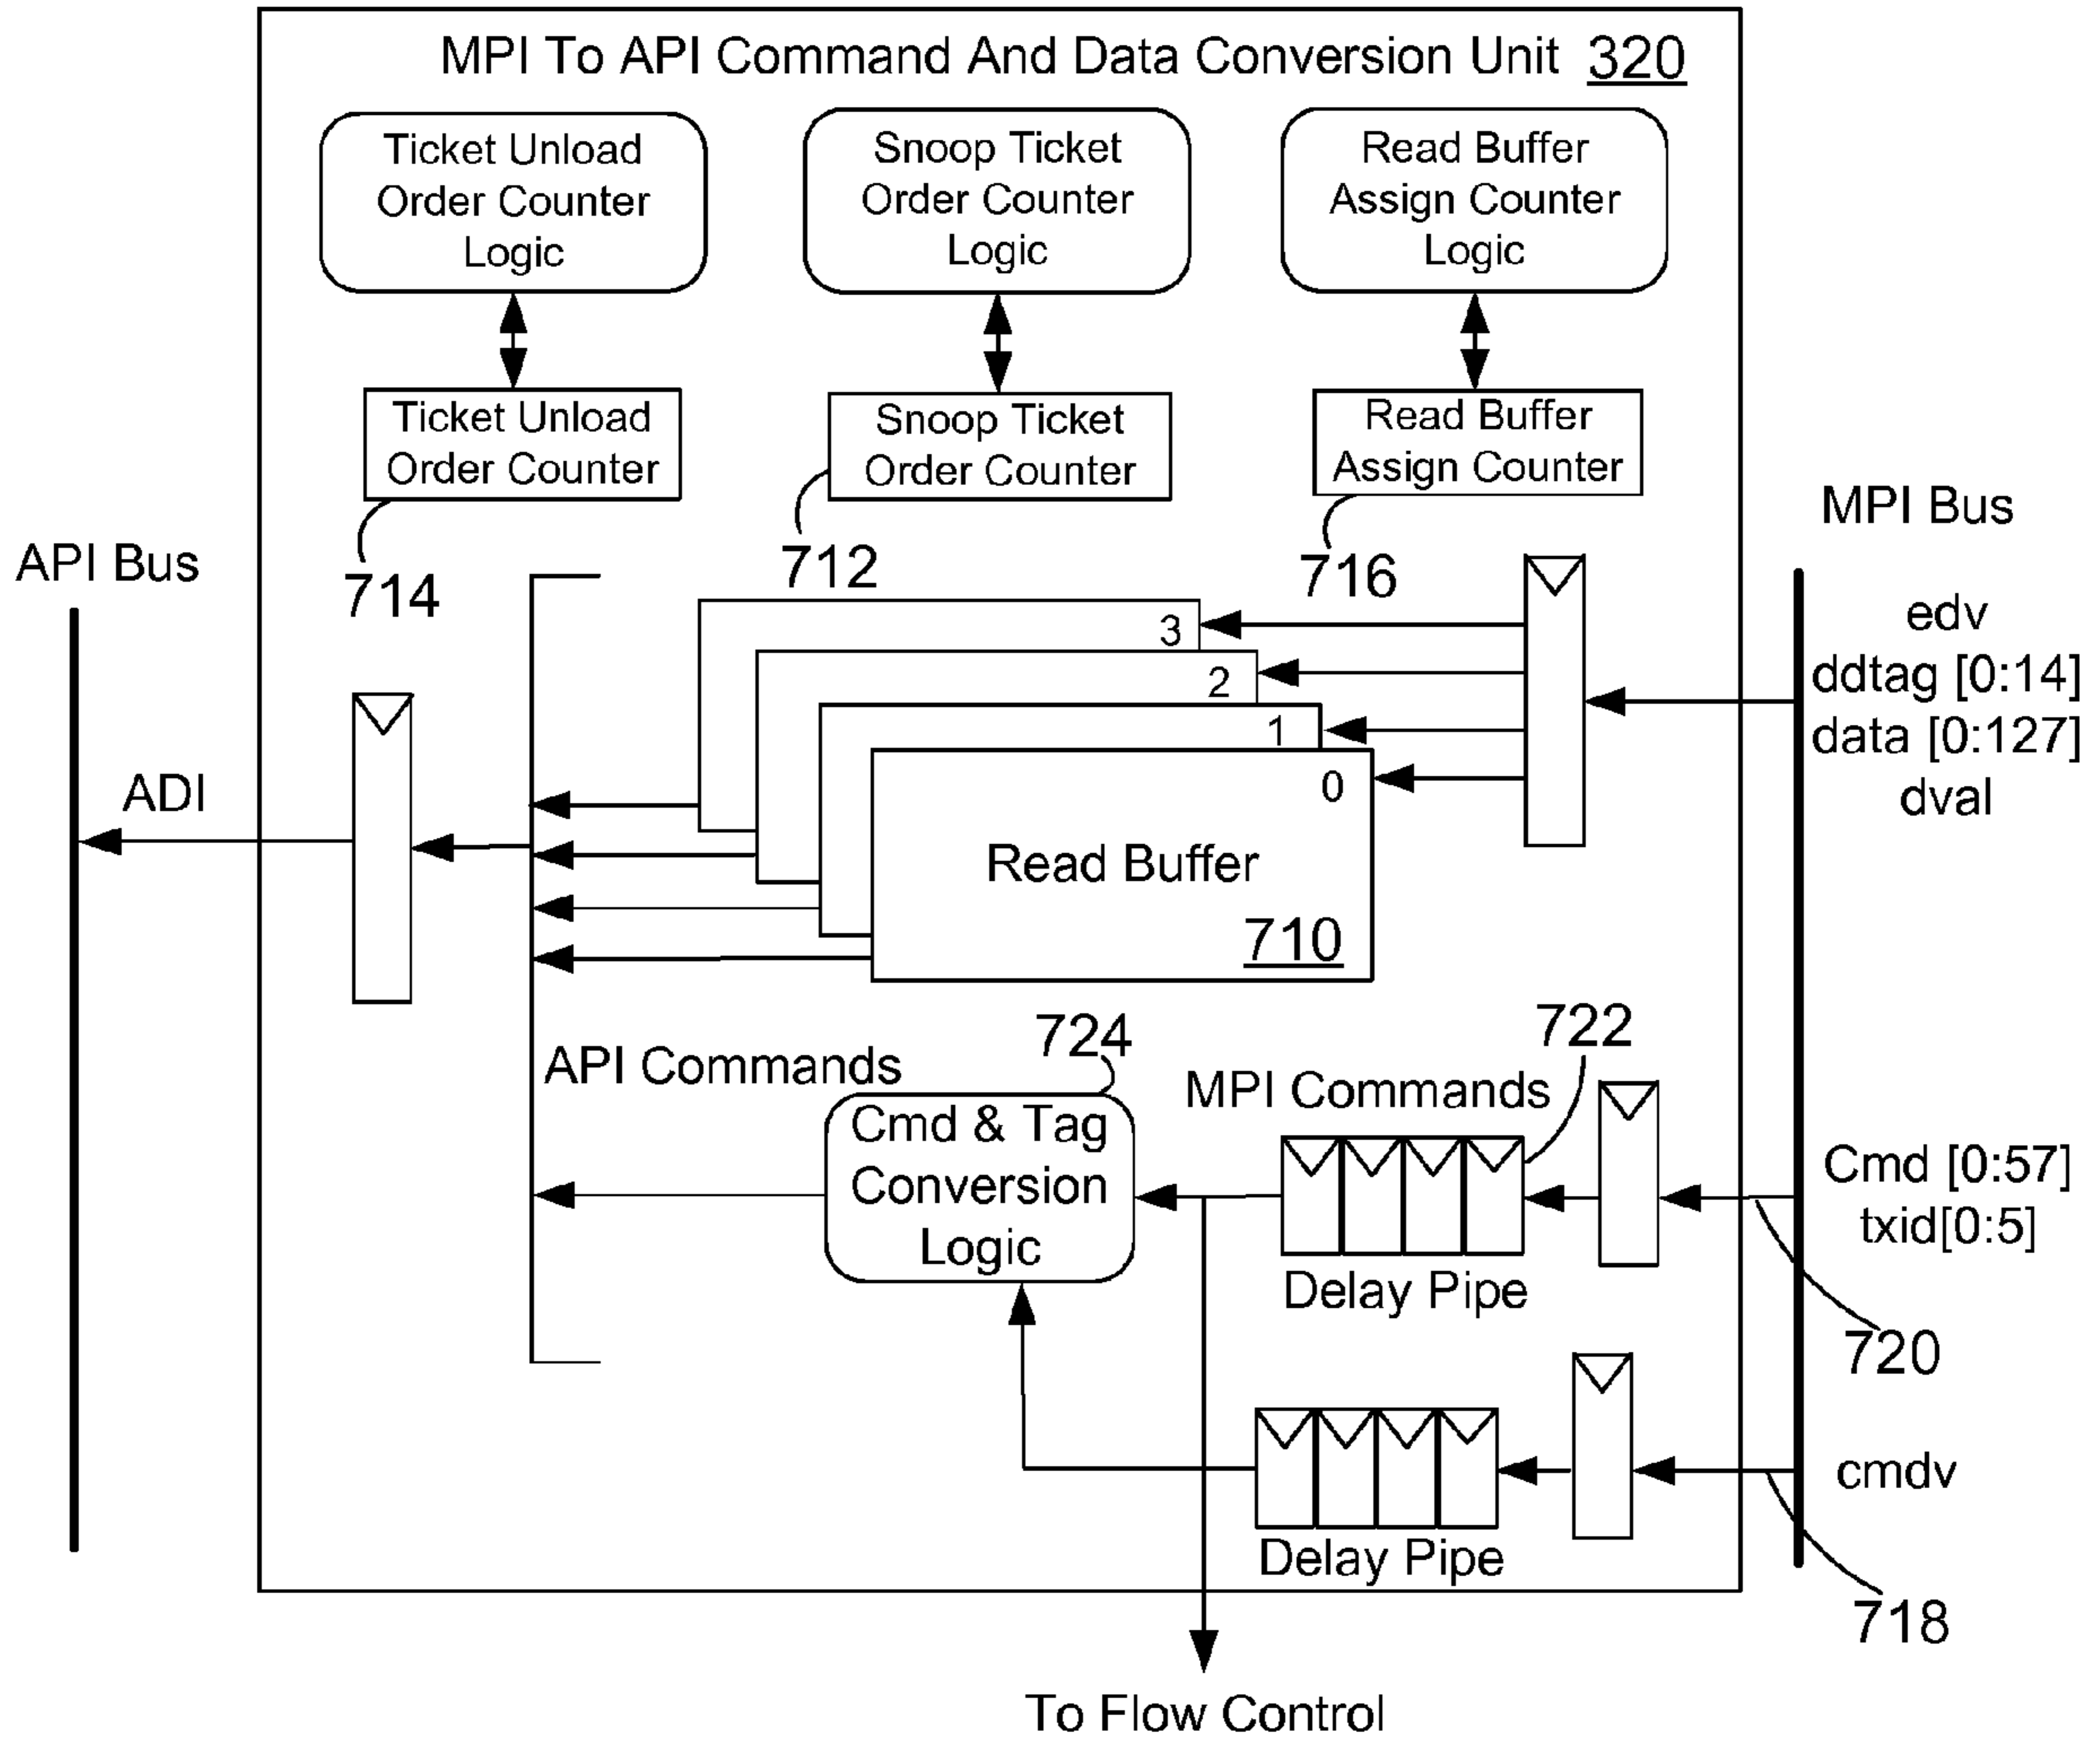 MPI To API Command And Data Conversion Unit 320
Ticket Unload
Order Counter
Logic
Snoop Ticket
Order Counter
Logic
Read Buffer
Assign Counter
Logic
Ticket Unload
Order Counter
Snoop Ticket
Order Counter
Read Buffer
Assign Counter
714
712
716
API Bus
MPI Bus
edv
ddtag [0:14]
data [0:127]
dval
3
2
1
0
Read Buffer
710
ADI
API Commands
724
MPI Commands
722
Cmd & Tag
Conversion
Logic
Delay Pipe
Cmd [0:57]
txid[0:5]
720
cmdv
Delay Pipe
718
To Flow Control